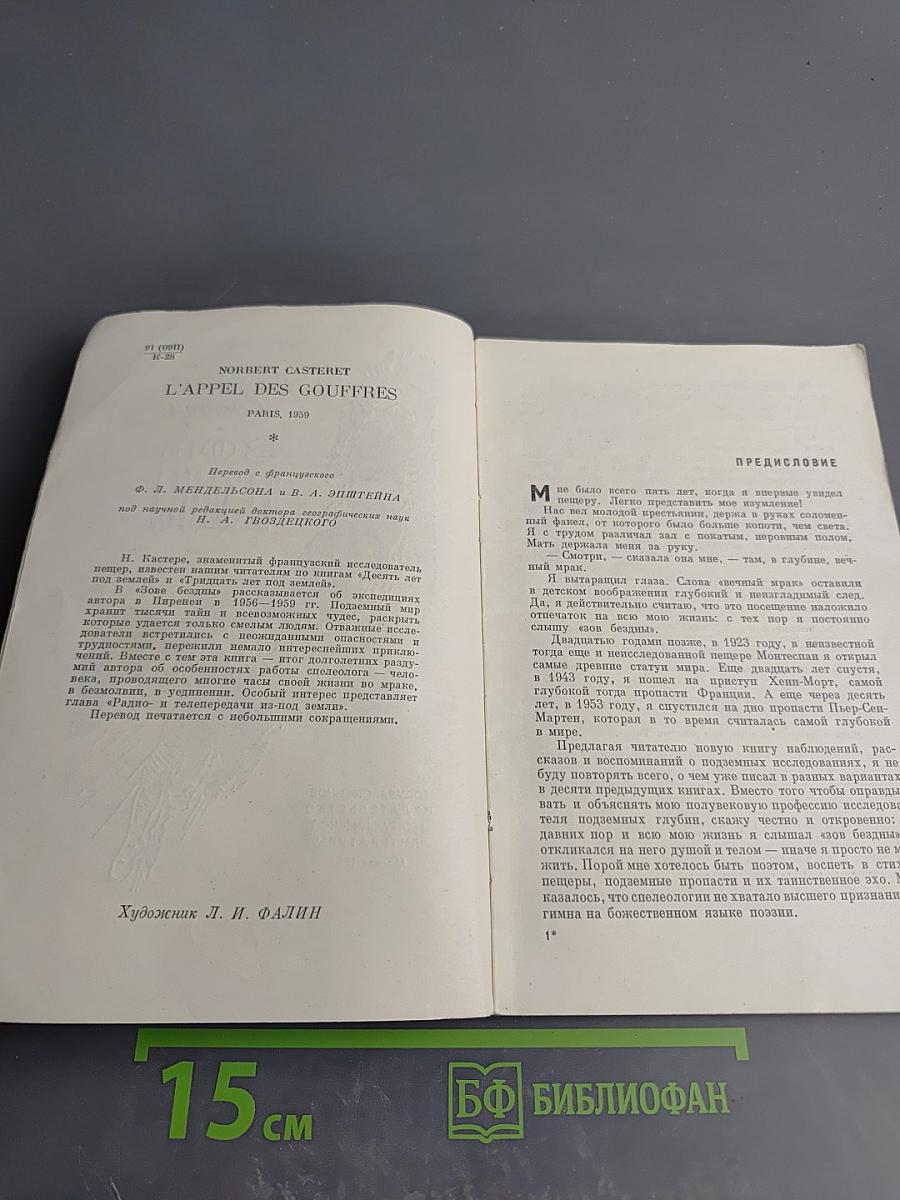 91 (09П)
К-28
NORBERT CASTERET
L'APPEL DES GOUFFRES
PARIS, 1959
*
Перевод с французского
Ф. Л. МЕНДЕЛЬСОНА и В. А. ЭПШТЕЙНА
под научной редакцией доктора географических наук
Н. А. ГВОЗДЕЦКОГО
Н. Кастере, знаменитый французский исследователь
пещер, известен нашим читателям по книгам «Десять лет
под землей» и «Тридцать лет под землей».
В «Зове бездны» рассказывается об экспедициях
автора в Пиренеи в 1956—1959 гг. Подземный мир
хранит тысячи тайн и всевозможных чудес, раскрыть
которые удается только смелым людям. Отважные иссле-
дователи встретились с неожиданными опасностями и
трудностями, пережили немало интереснейших приклю-
чений. Вместе с тем эта книга — итог долголетних разду-
мий автора об особенностях работы спелеолога — чело-
века, проводящего многие часы своей жизни во мраке,
в безмолвии, в уединении. Особый интерес представляет
глава «Радио- и телепередачи из-под земли».
Перевод печатается с небольшими сокращениями.
Художник Л. И. ФАЛИН
ПРЕДИСЛОВИЕ
Мне было всего пять лет, когда я впервые увидел
пещеру. Легко представить мое изумление!
Нас вел молодой крестьянин, держа в руках соломен-
ный факел, от которого было больше копоти, чем света.
Я с трудом различал зал с покатым, неровным полом.
Мать держала меня за руку.
— Смотри, — сказала она мне, — там, в глубине, веч-
ный мрак.
Я вытаращил глаза. Слова «вечный мрак» оставили
в детском воображении глубокий и неизгладимый след.
Да, я действительно считаю, что это посещение наложило
отпечаток на всю мою жизнь: с тех пор я постоянно
слышу «зов бездны».
Двадцатью годами позже, в 1923 году, в неизвестной
тогда еще и неисследованной пещере Монтеспан я открыл
самые древние статуи мира. Еще двадцать лет спустя,
в 1943 году, я пошел на приступ Хенн-Морт, самой
глубокой тогда пропасти Франции. А еще через десять
лет, в 1953 году, я спустился на дно пропасти Пьер-Сен-
Мартен, которая в то время считалась самой глубокой
в мире.
Предлагая читателю новую книгу наблюдений, рас-
сказов и воспоминаний о подземных исследованиях, я не
буду повторять всего, о чем уже писал в разных вариантах
в десяти предыдущих книгах. Вместо того чтобы оправды
вать и объяснять мою полувековую профессию исследова
теля подземных глубин, скажу честно и откровенно:
давних пор и всю мою жизнь я слышал «зов бездны»
откликался на него душой и телом — иначе я просто не м
жить. Порой мне хотелось быть поэтом, воспеть в стих
пещеры, подземные пропасти и их таинственное эхо. М
казалось, что спелеологии не хватало высшего признани
гимна на божественном языке поэзии.
1*
15 см
БФ БИБЛИОФАН